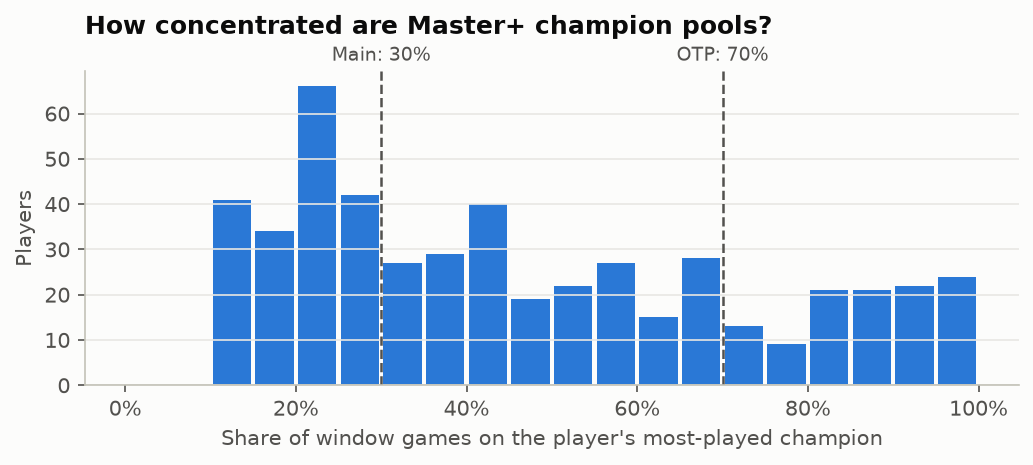 How concentrated are Master+ champion pools?
Main: 30%
OTP: 70%
Players
60
50
40
30
20
10
0
0%
20%
40%
60%
80%
100%
Share of window games on the player's most-played champion